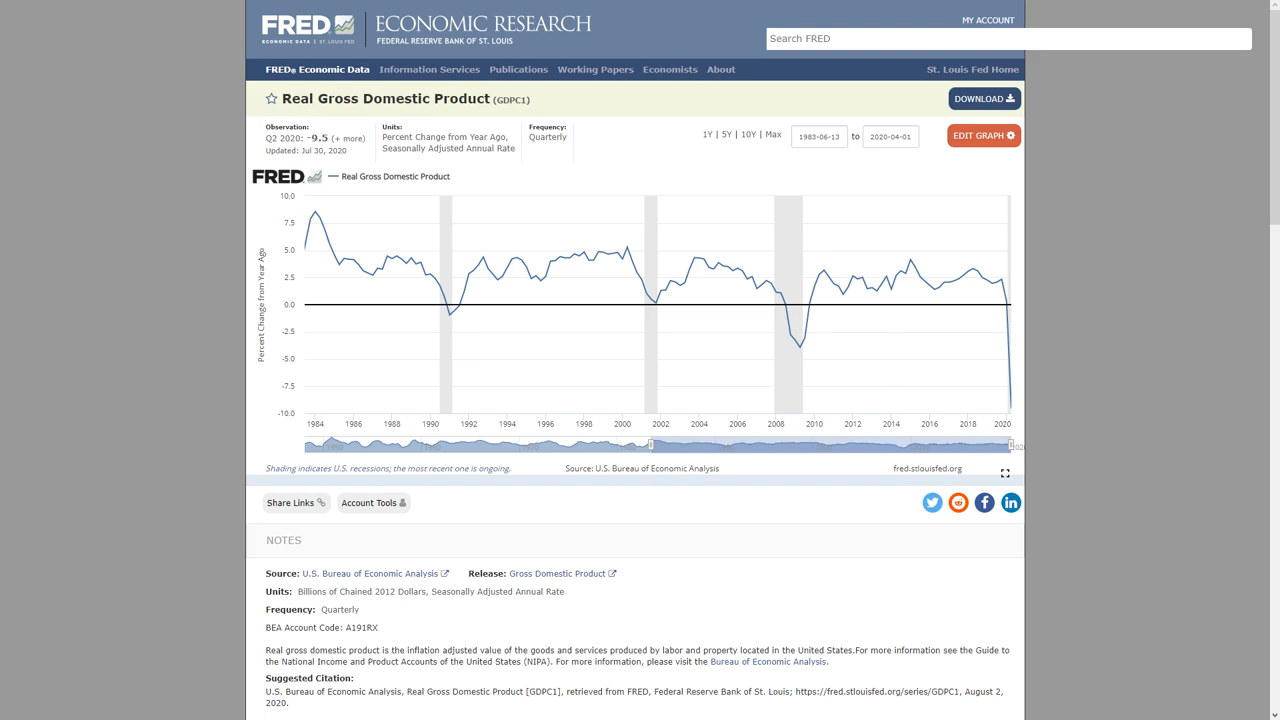 FRED ECONOMIC RESEARCH
ECONOMIC DATA | ST. LOUIS FED FEDERAL RESERVE BANK OF ST. LOUIS
MY ACCOUNT
Search FRED
FRED® Economic Data Information Services Publications Working Papers Economists About St. Louis Fed Home
Real Gross Domestic Product (GDPC1)
DOWNLOAD
Observation:
Q2 2020: -9.5 (+ more)
Updated: Jul 30, 2020
Units:
Percent Change from Year Ago,
Seasonally Adjusted Annual Rate
Frequency:
Quarterly
1Y | 5Y | 10Y | Max 1983-06-13 to 2020-04-01
EDIT GRAPH
FRED Real Gross Domestic Product
Percent Change from Year Ago
10.0
7.5
5.0
2.5
0.0
-2.5
-5.0
-7.5
-10.0
1984 1986 1988 1990 1992 1994 1996 1998 2000 2002 2004 2006 2008 2010 2012 2014 2016 2018 2020
Shading indicates U.S. recessions; the most recent one is ongoing. Source: U.S. Bureau of Economic Analysis fred.stlouisfed.org
Share Links Account Tools
NOTES
Source: U.S. Bureau of Economic Analysis Release: Gross Domestic Product
Units: Billions of Chained 2012 Dollars, Seasonally Adjusted Annual Rate
Frequency: Quarterly
BEA Account Code: A191RX
Real gross domestic product is the inflation adjusted value of the goods and services produced by labor and property located in the United States.For more information see the Guide to
the National Income and Product Accounts of the United States (NIPA). For more information, please visit the Bureau of Economic Analysis.
Suggested Citation:
U.S. Bureau of Economic Analysis, Real Gross Domestic Product [GDPC1], retrieved from FRED, Federal Reserve Bank of St. Louis; https://fred.stlouisfed.org/series/GDPC1, August 2,
2020.